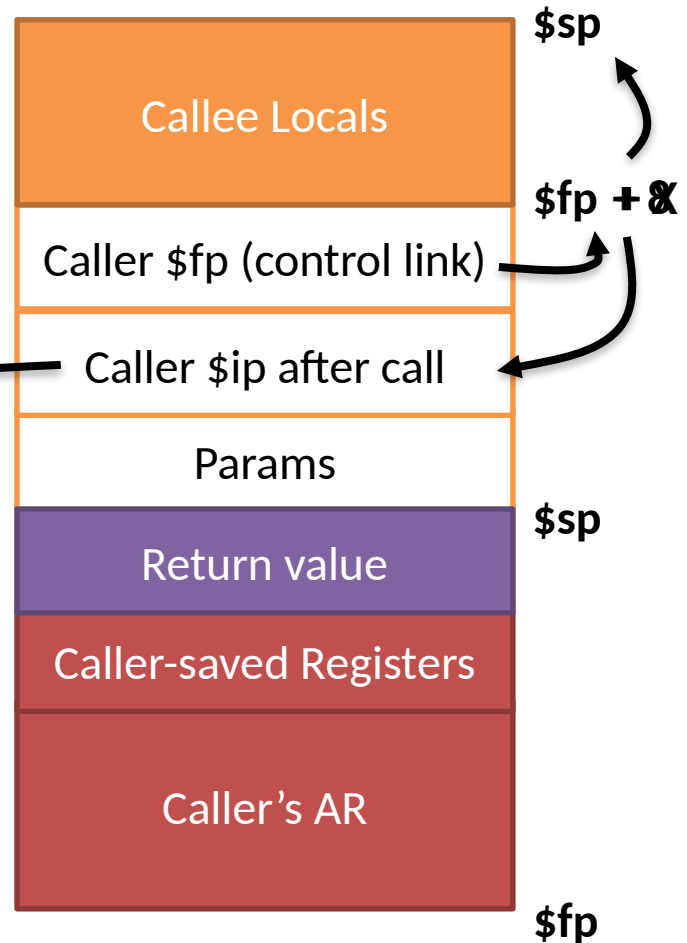 $sp
Callee Locals
$fp +
Caller $fp (control link)
Caller $ip after call
Params
$sp
Return value
Caller-saved Registers
Caller’s AR
$fp